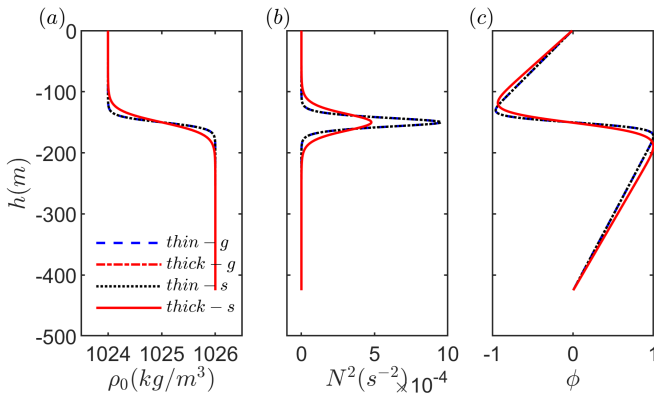 (a) (b) (c)
0
-100
-200
-300
-400
-500
h(m)
thin − g
thick − g
thin − s
thick − s
1024 1025 1026
ρ₀(kg/m³)
0 5 10
N²(s⁻²) ×10⁻⁴
-1 0 1
ϕ